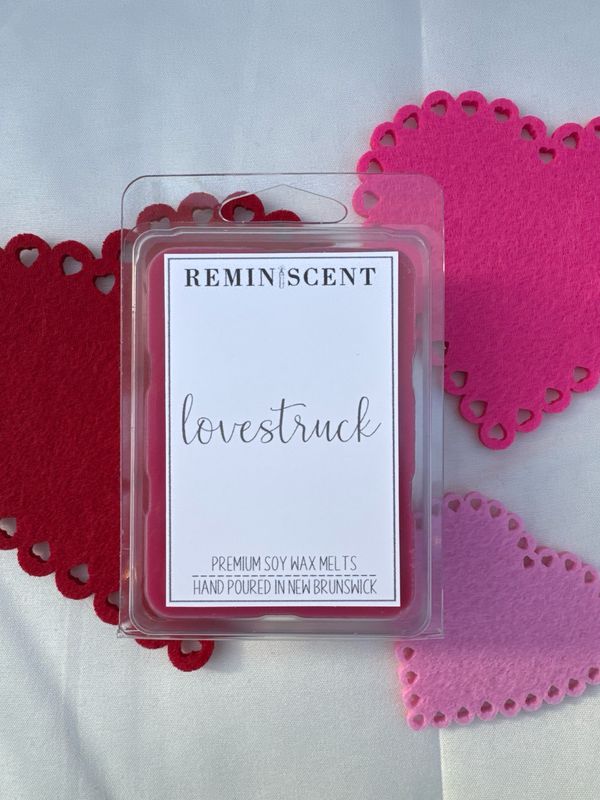 REMINISCENT
lovestruck
PREMIUM SOY WAX MELTS
HAND POURED IN NEW BRUNSWICK